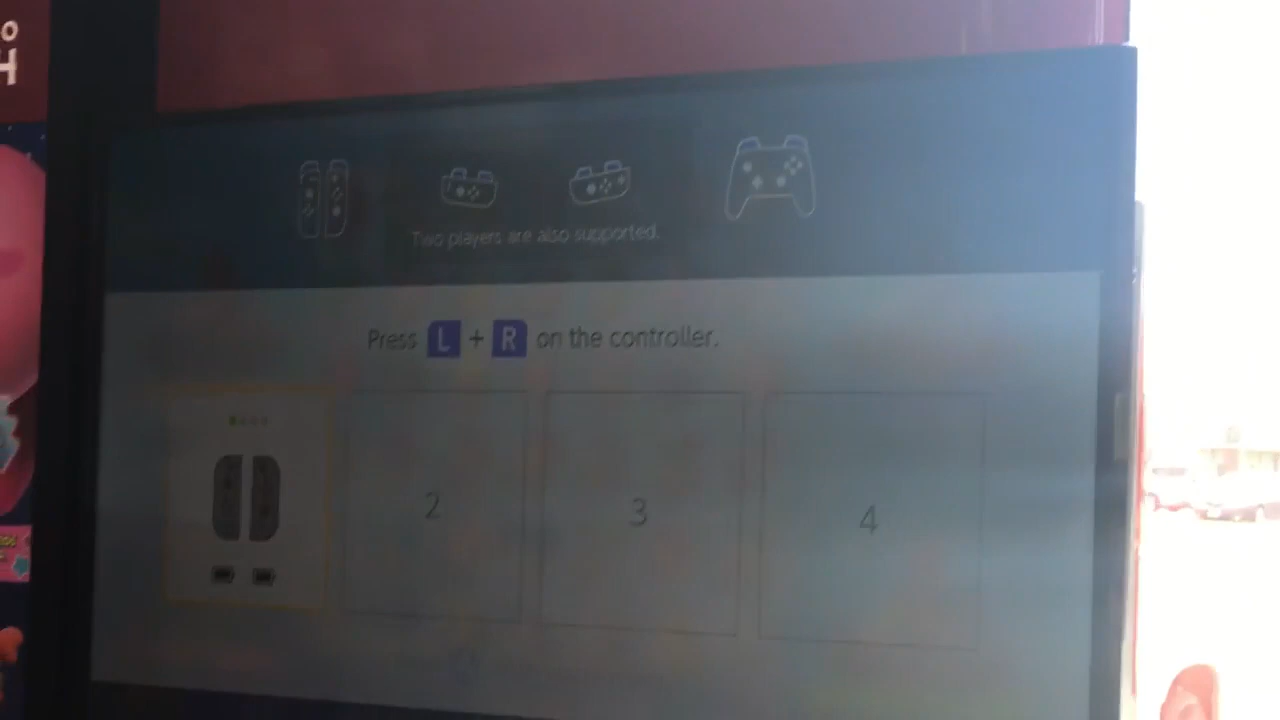 Two players are also supported.
Press L + R on the controller.
2
3
4